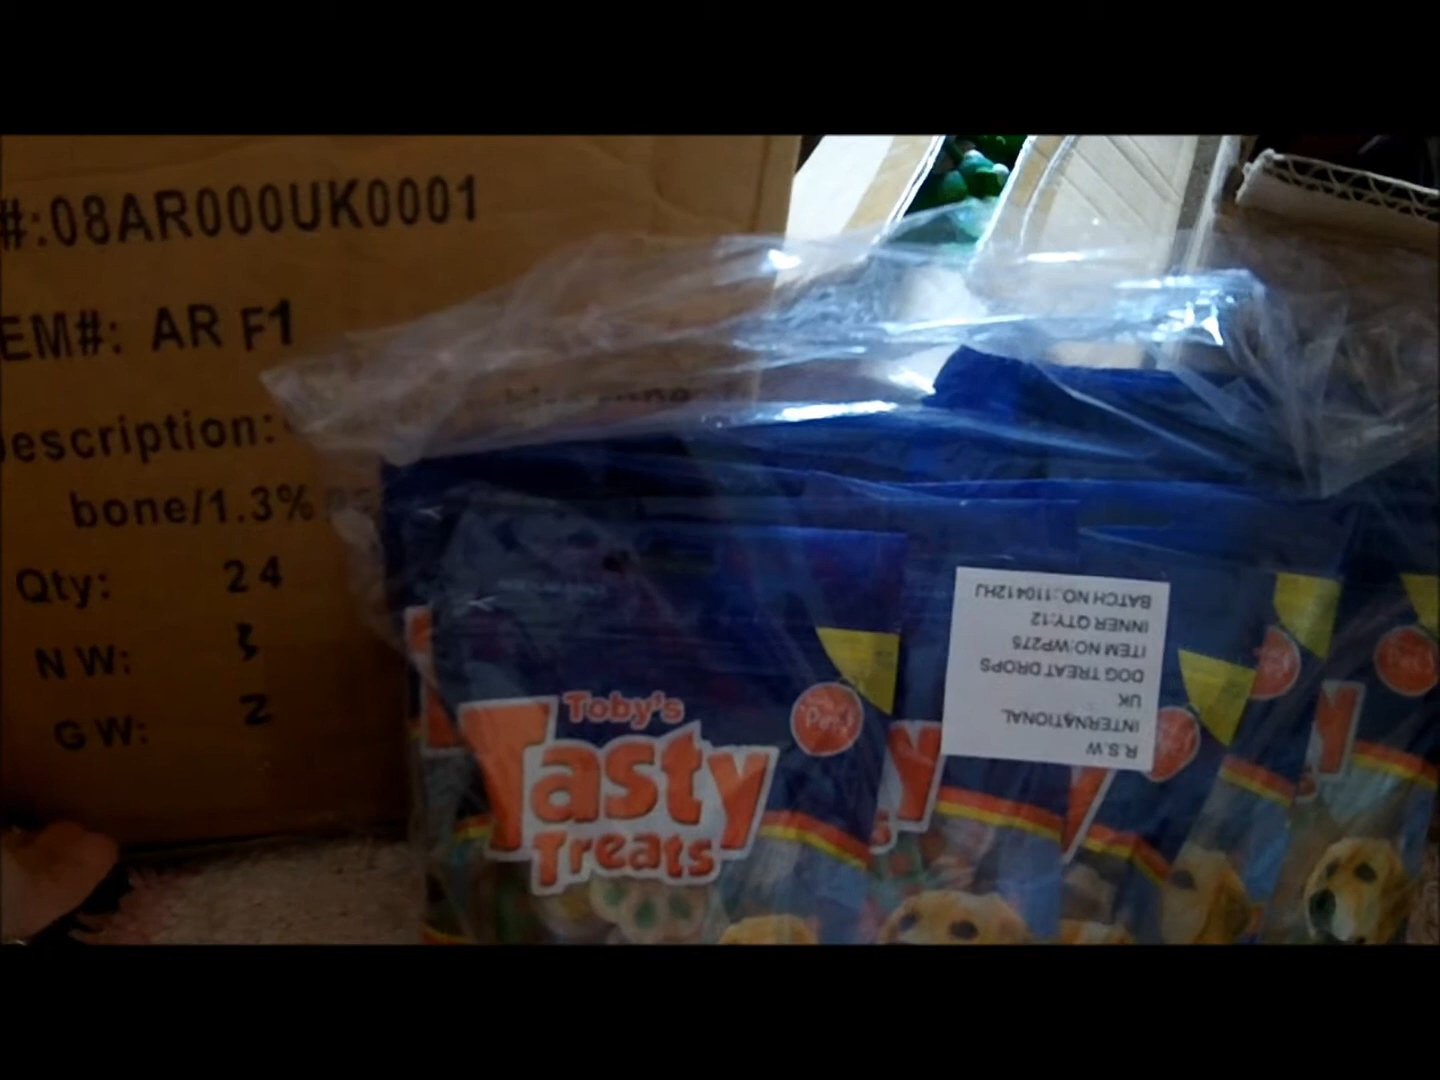 #:08AR000UK0001
EM#: AR F1
Description:
bone/1.3%
Qty: 24
N W:
G W:
Toby's
Tasty
Treats
R.S.W
INTERNATIONAL
UK
DOG TREAT DROPS
ITEM NO:WP275
INNER QTY:12
BATCH NO.:110412HJ